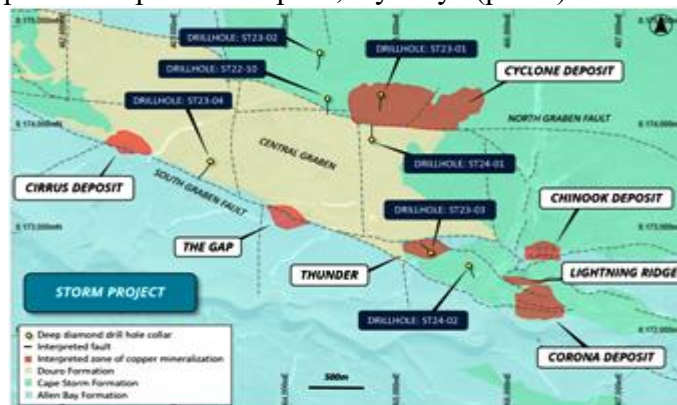 DRILLHOLE: ST23-02
DRILLHOLE: ST23-01
DRILLHOLE: ST22-10
CYCLONE DEPOSIT
DRILLHOLE: ST23-04
NORTH GRABEN FAULT
CENTRAL GRABEN
DRILLHOLE: ST24-01
CIRRUS DEPOSIT
SOUTH GRABEN FAULT
CHINOOK DEPOSIT
DRILLHOLE: ST23-03
THE GAP
THUNDER
LIGHTNING RIDGE
STORM PROJECT
DRILLHOLE: ST24-02
Deep diamond drill hole collar
Interpreted fault
Interpreted zone of copper mineralization
Douro Formation
Cape Storm Formation
Allen Bay Formation
500m
CORONA DEPOSIT